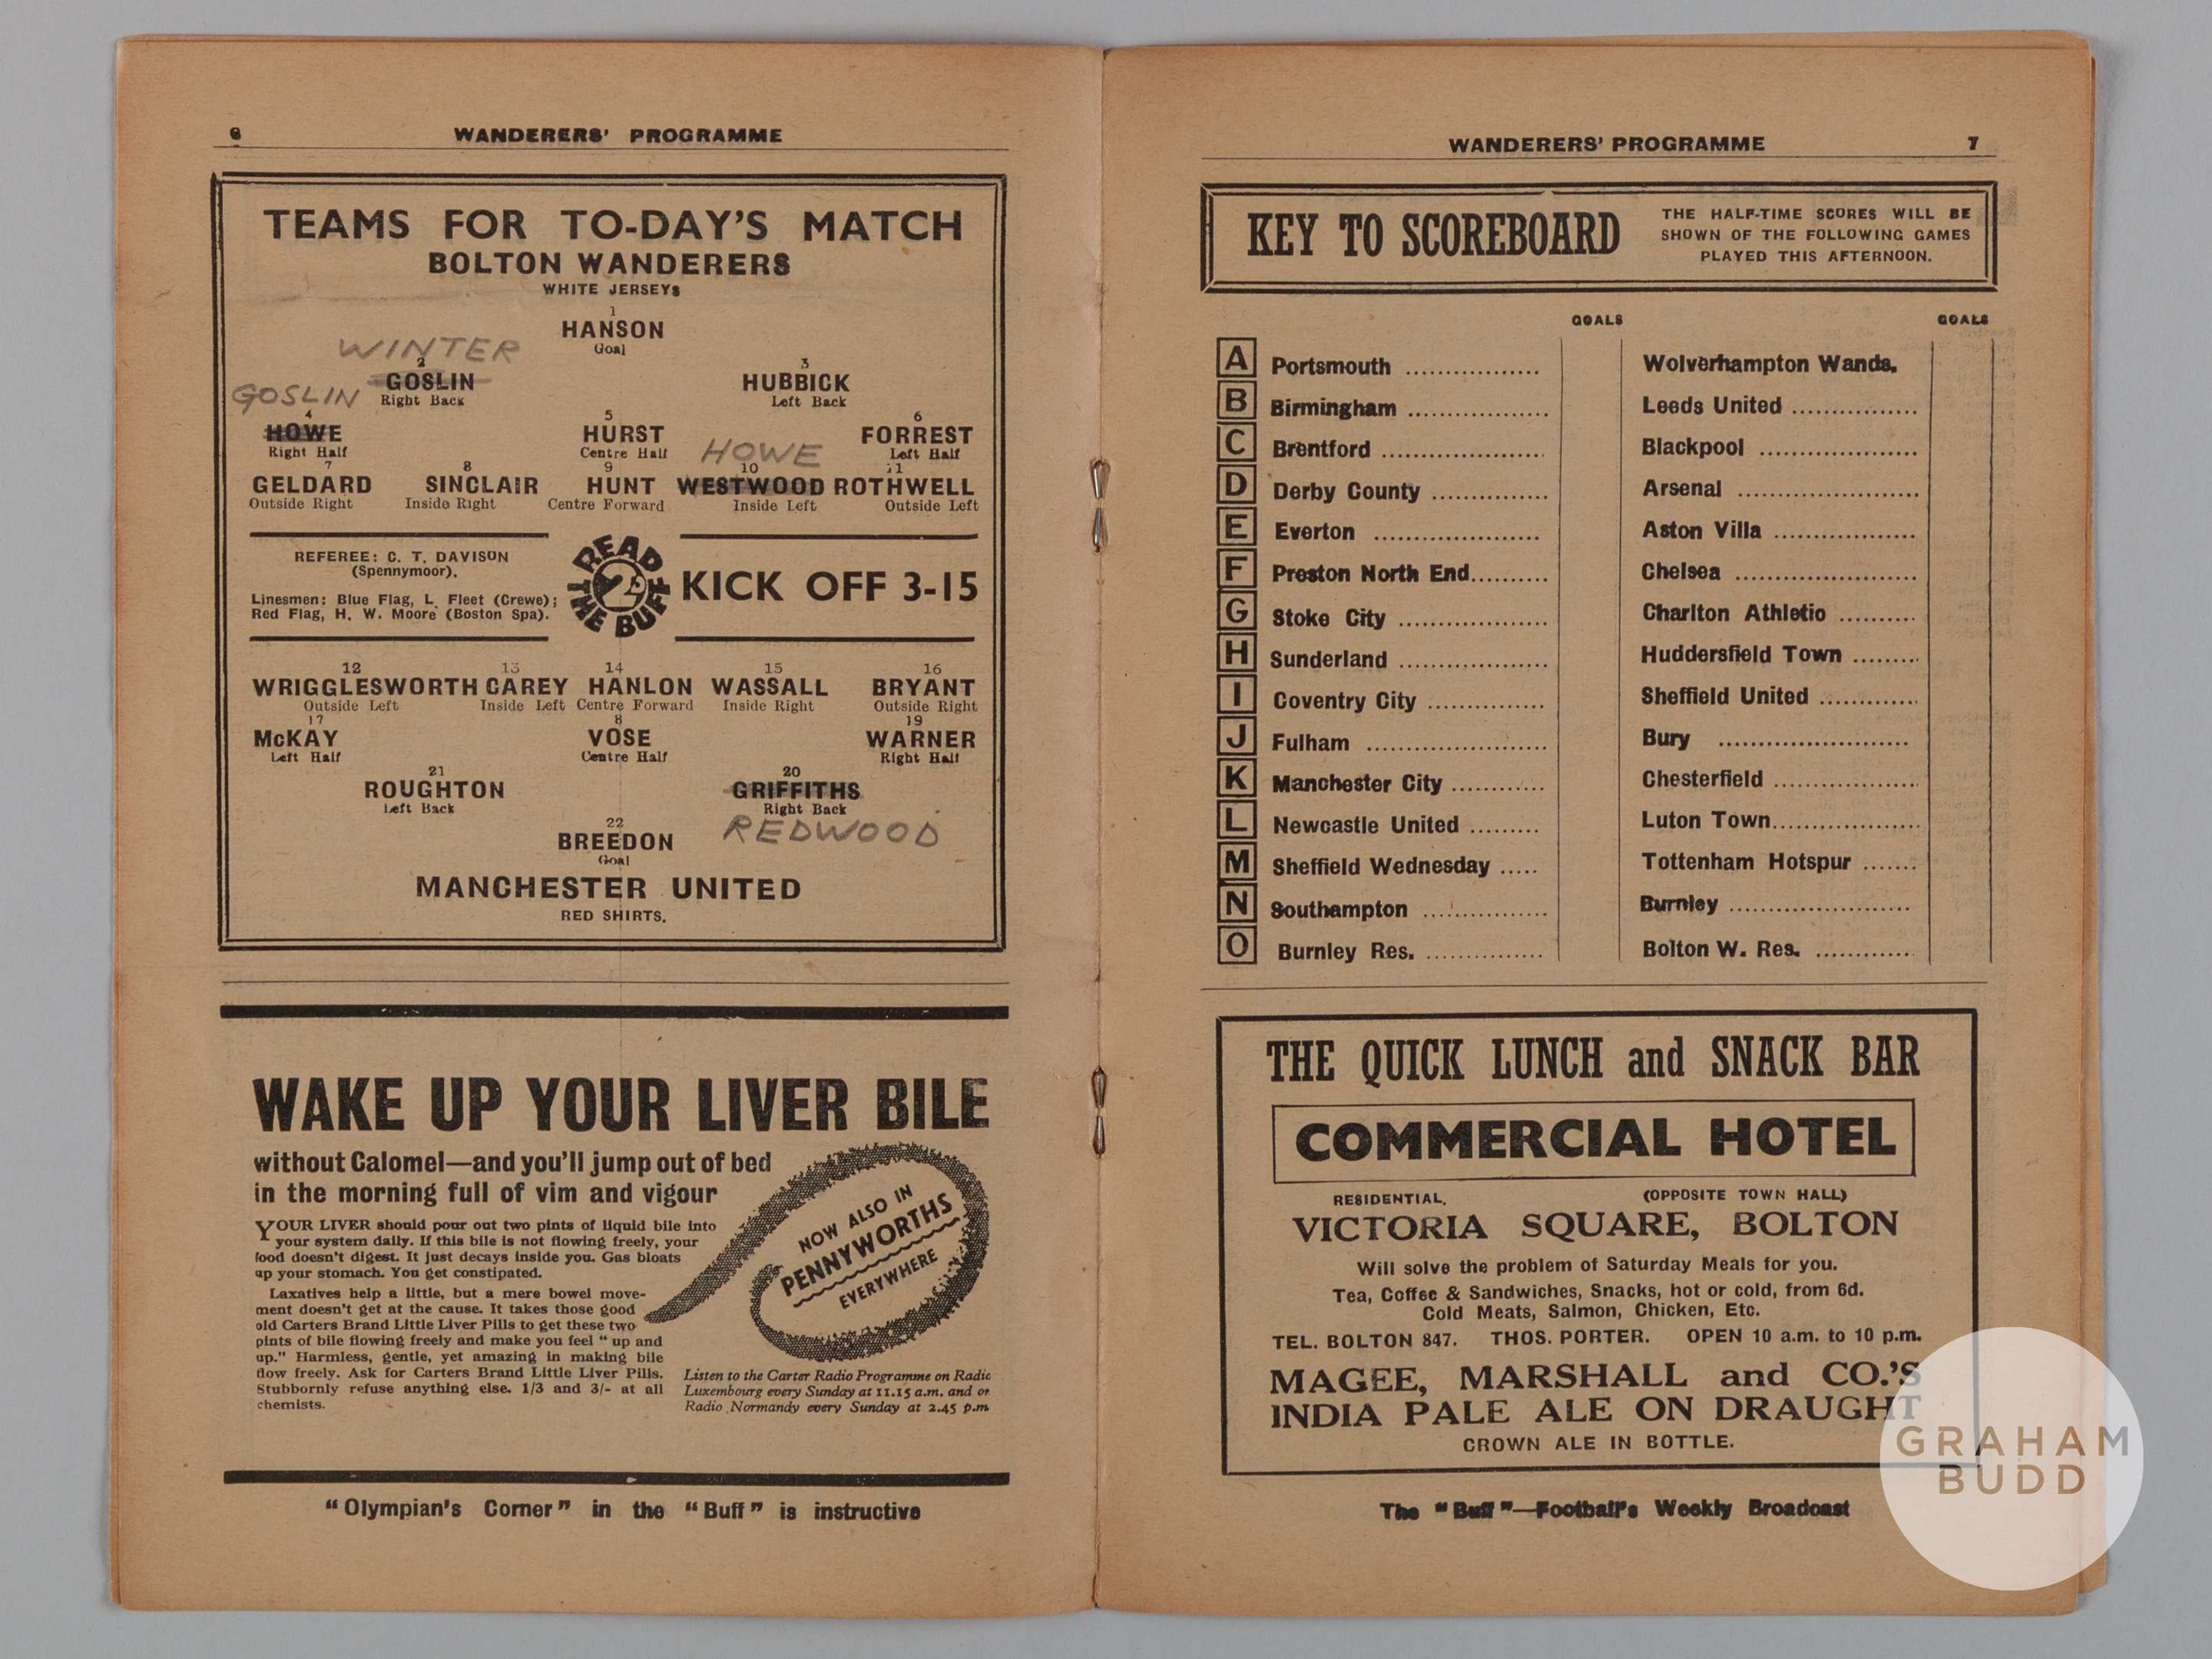 6 WANDERERS' PROGRAMME
TEAMS FOR TO-DAY'S MATCH
BOLTON WANDERERS
WHITE JERSEYS
1
HANSON
Goal
WINTER
2 3
GOSLIN HUBBICK
Right Back Left Back
GOSLIN
4 5 6
HOWE HURST FORREST
Right Half Centre Half Left Half
HOWE
7 8 9 10 11
GELDARD SINCLAIR HUNT WESTWOOD ROTHWELL
Outside Right Inside Right Centre Forward Inside Left Outside Left
REFEREE: C. T. DAVISON
(Spennymoor).
Linesmen: Blue Flag, L. Fleet (Crewe);
Red Flag, H. W. Moore (Boston Spa).
READ THE BUFF
KICK OFF 3-15
12 13 14 15 16
WRIGGLESWORTH CAREY HANLON WASSALL BRYANT
Outside Left Inside Left Centre Forward Inside Right Outside Right
17 8 19
McKAY VOSE WARNER
Left Half Centre Half Right Half
21 20
ROUGHTON GRIFFITHS
Left Back Right Back
REDWOOD
22
BREEDON
Goal
MANCHESTER UNITED
RED SHIRTS.
WAKE UP YOUR LIVER BILE
without Calomel—and you'll jump out of bed
in the morning full of vim and vigour
YOUR LIVER should pour out two pints of liquid bile into
your system daily. If this bile is not flowing freely, your
food doesn't digest. It just decays inside you. Gas bloats
up your stomach. You get constipated.
Laxatives help a little, but a mere bowel move-
ment doesn't get at the cause. It takes those good
old Carters Brand Little Liver Pills to get these two
pints of bile flowing freely and make you feel "up and
up." Harmless, gentle, yet amazing in making bile
flow freely. Ask for Carters Brand Little Liver Pills.
Stubbornly refuse anything else. 1/3 and 3/- at all
chemists.
NOW ALSO IN
PENNYWORTHS
EVERYWHERE
Listen to the Carter Radio Programme on Radio
Luxembourg every Sunday at 11.15 a.m. and on
Radio Normandy every Sunday at 2.45 p.m
"Olympian's Corner" in the "Buff" is instructive
WANDERERS' PROGRAMME 7
KEY TO SCOREBOARD
THE HALF-TIME SCORES WILL BE
SHOWN OF THE FOLLOWING GAMES
PLAYED THIS AFTERNOON.
GOALS GOALS
A Portsmouth ................ Wolverhampton Wands.
B Birmingham ................ Leeds United ................
C Brentford ................ Blackpool ................
D Derby County ................ Arsenal ................
E Everton ................ Aston Villa ................
F Preston North End.......... Chelsea ................
G Stoke City ................ Charlton Athletic ..........
H Sunderland ................ Huddersfield Town .........
I Coventry City ............... Sheffield United .............
J Fulham ................ Bury ................
K Manchester City ............ Chesterfield ................
L Newcastle United ......... Luton Town................
M Sheffield Wednesday ..... Tottenham Hotspur .......
N Southampton ................ Burnley ................
O Burnley Res. ............... Bolton W. Res. .............
THE QUICK LUNCH and SNACK BAR
COMMERCIAL HOTEL
RESIDENTIAL. (OPPOSITE TOWN HALL)
VICTORIA SQUARE, BOLTON
Will solve the problem of Saturday Meals for you.
Tea, Coffee & Sandwiches, Snacks, hot or cold, from 6d.
Cold Meats, Salmon, Chicken, Etc.
TEL. BOLTON 847. THOS. PORTER. OPEN 10 a.m. to 10 p.m.
MAGEE, MARSHALL and CO.'S
INDIA PALE ALE ON DRAUGHT
CROWN ALE IN BOTTLE.
The "Buff"—Football's Weekly Broadcast
GRAHAM
BUDD